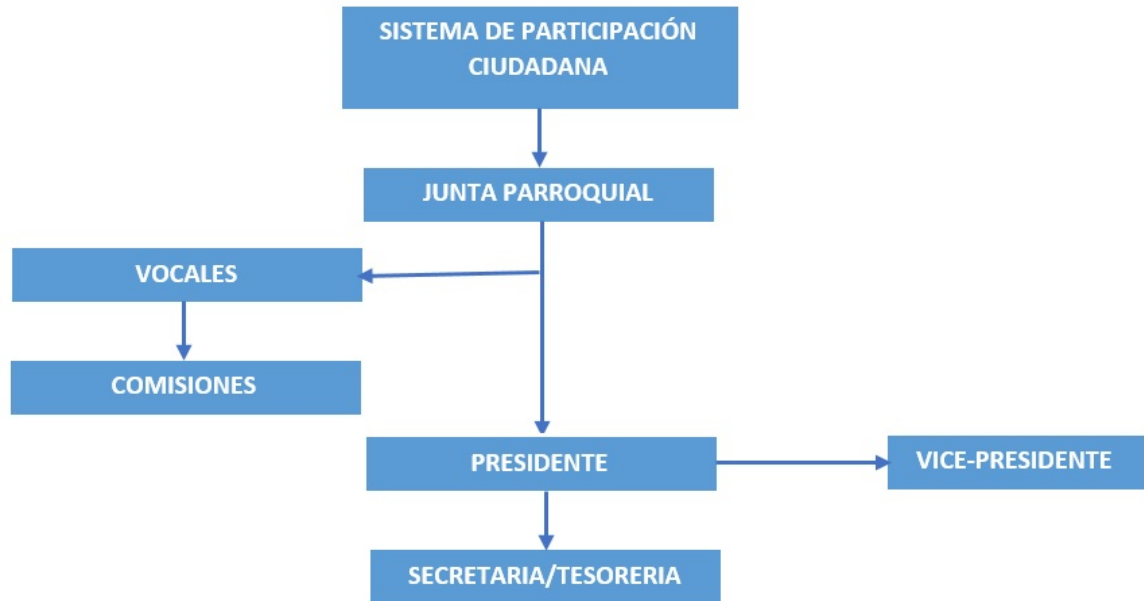 SISTEMA DE PARTICIPACIÓN
CIUDADANA
JUNTA PARROQUIAL
VOCALES
COMISIONES
PRESIDENTE
VICE-PRESIDENTE
SECRETARIA/TESORERIA